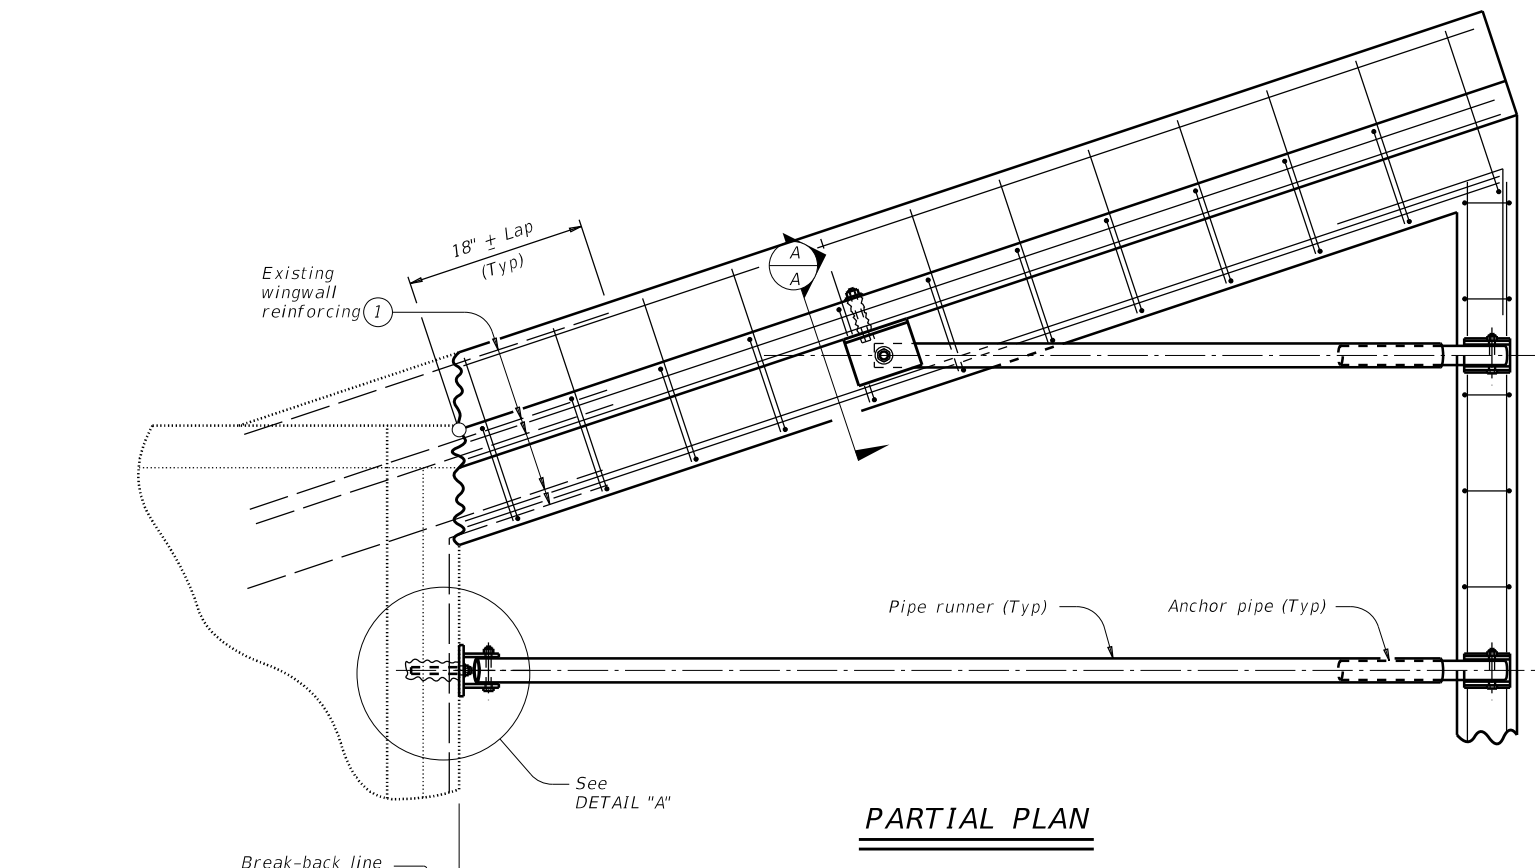 18" ± Lap
(Typ)
Existing
wingwall
reinforcing 1
A
A
Pipe runner (Typ)
Anchor pipe (Typ)
See
DETAIL "A"
PARTIAL PLAN
Break-back line